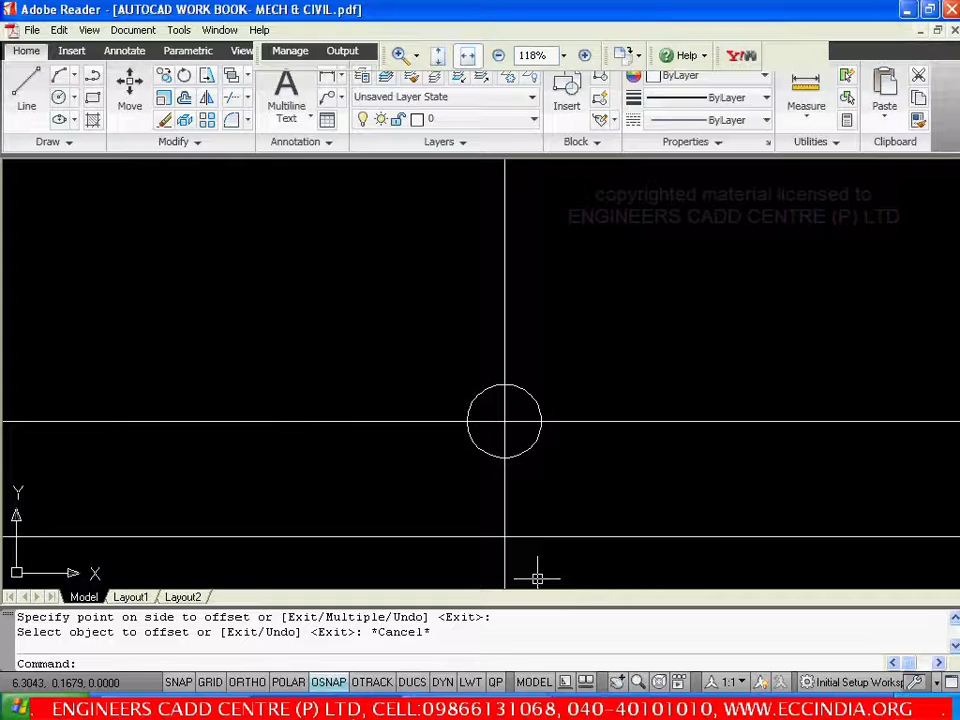 Adobe Reader - [AUTOCAD WORK BOOK- MECH & CIVIL.pdf]
File Edit View Document Tools Window Help
Home Insert Annotate Parametric View Manage Output 118% Help Y!
Line Move A Multiline Text Unsaved Layer State 0 Insert ByLayer ByLayer ByLayer Measure Paste
Draw Modify Annotation Layers Block Properties Utilities Clipboard
copyrighted material licensed to
ENGINEERS CADD CENTRE (P) LTD
Y
X
Model Layout1 Layout2
Specify point on side to offset or [Exit/Multiple/Undo] <Exit>:
Select object to offset or [Exit/Undo] <Exit>: *Cancel*
Command:
6.3043, 0.1679, 0.0000 SNAP GRID ORTHO POLAR OSNAP OTRACK DUCS DYN LWT QP MODEL 1:1 Initial Setup Worksp
ENGINEERS CADD CENTRE (P) LTD, CELL:09866131068, 040-40101010, WWW.ECCINDIA.ORG